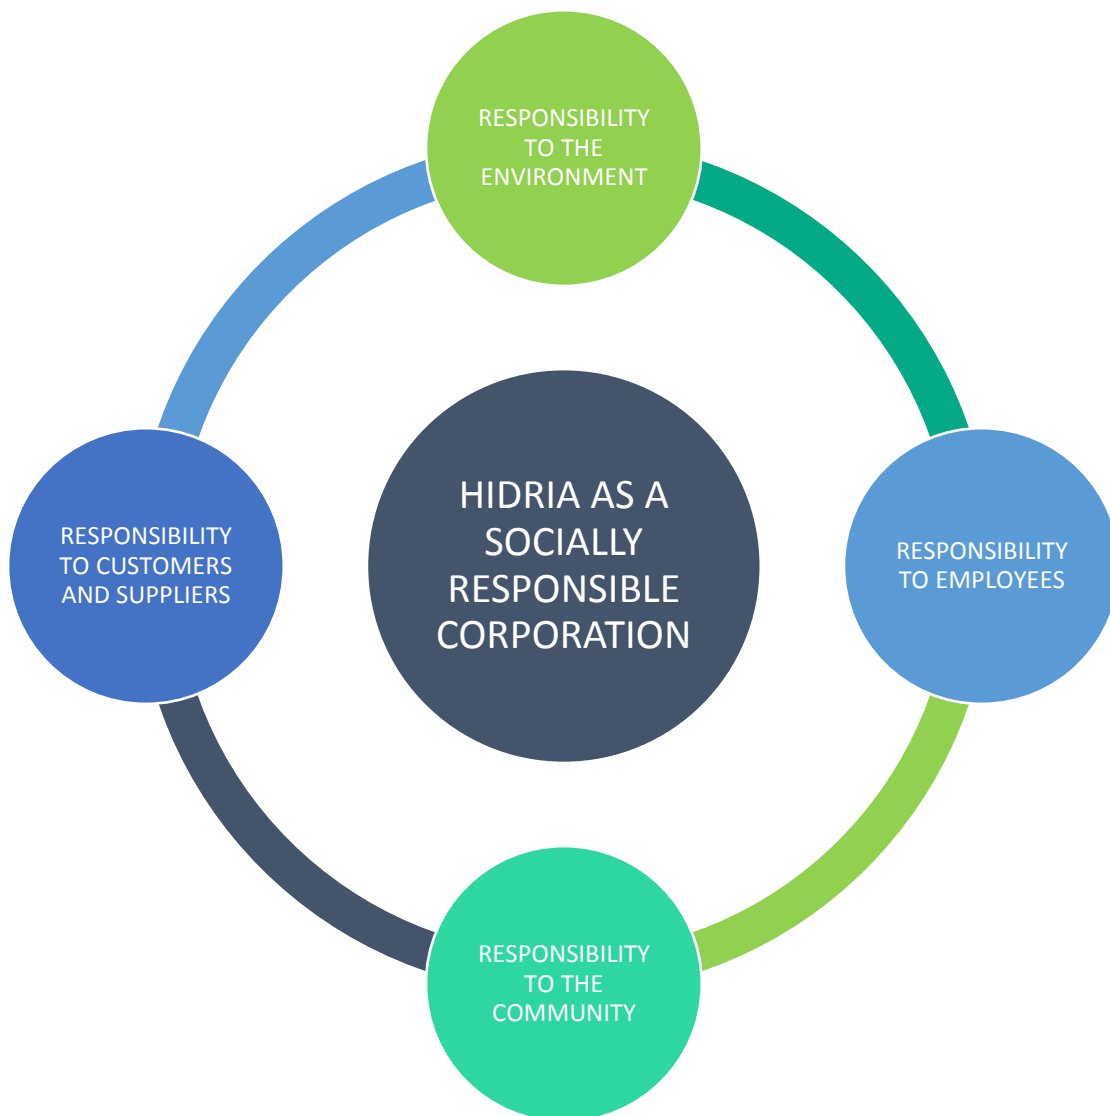 RESPONSIBILITY
TO THE
ENVIRONMENT
HIDRIA AS A
SOCIALLY
RESPONSIBLE
CORPORATION
RESPONSIBILITY
TO CUSTOMERS
AND SUPPLIERS
RESPONSIBILITY
TO EMPLOYEES
RESPONSIBILITY
TO THE
COMMUNITY